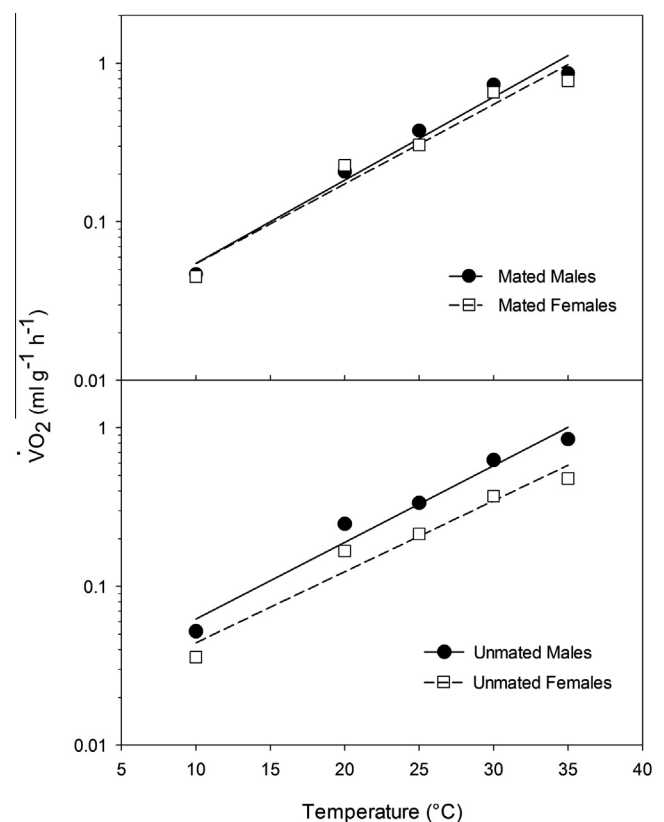 1
0.1
0.01
Mated Males
Mated Females
V̇O₂ (ml g⁻¹ h⁻¹)
1
0.1
0.01
Unmated Males
Unmated Females
5 10 15 20 25 30 35 40
Temperature (°C)